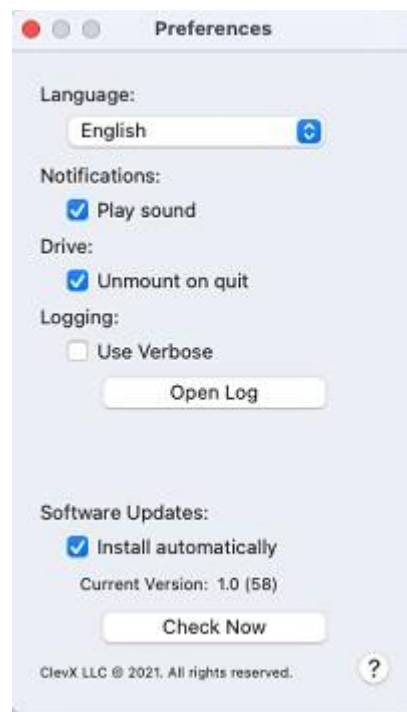 Preferences
Language:
English
Notifications:
Play sound
Drive:
Unmount on quit
Logging:
Use Verbose
Open Log
Software Updates:
Install automatically
Current Version: 1.0 (58)
Check Now
ClevX LLC © 2021. All rights reserved.
?